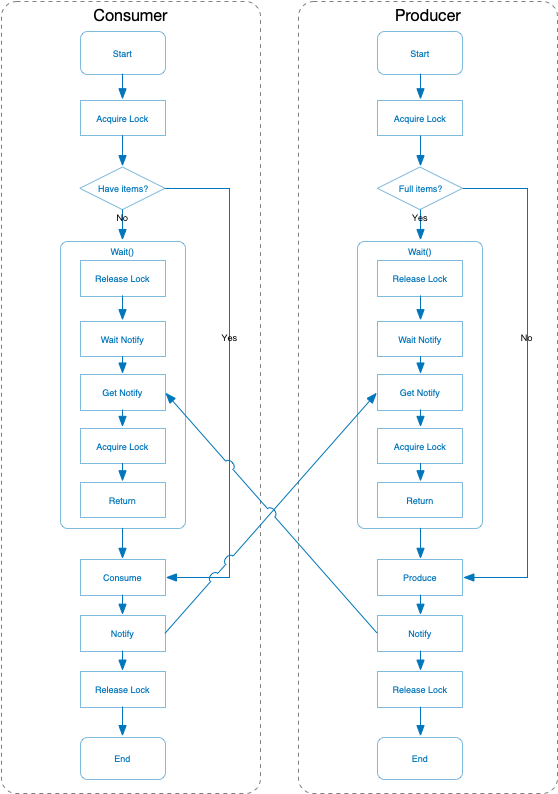 Consumer
Start
Acquire Lock
Have items?
No
Wait()
Release Lock
Wait Notify
Yes
Get Notify
Acquire Lock
Return
Consume
Notify
Release Lock
End
Producer
Start
Acquire Lock
Full items?
Yes
Wait()
Release Lock
Wait Notify
No
Get Notify
Acquire Lock
Return
Produce
Notify
Release Lock
End